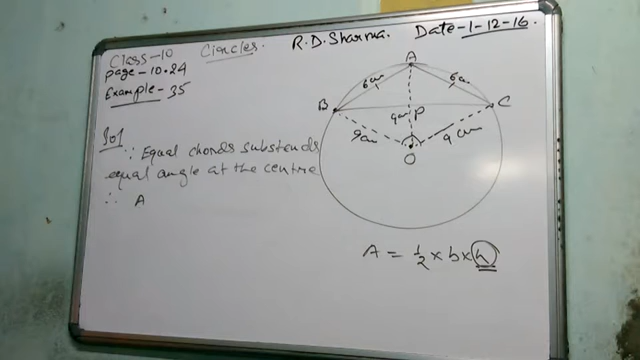 Class-10 Circles. R.D. Sharma. Date-1-12-16.
page-10.24
Example-35
Sol
∵ Equal chords substends
equal angle at the centre
∴ A
A
6cm 6cm
B C
9cm P
9cm 9cm
O
A = 1/2 × b × h